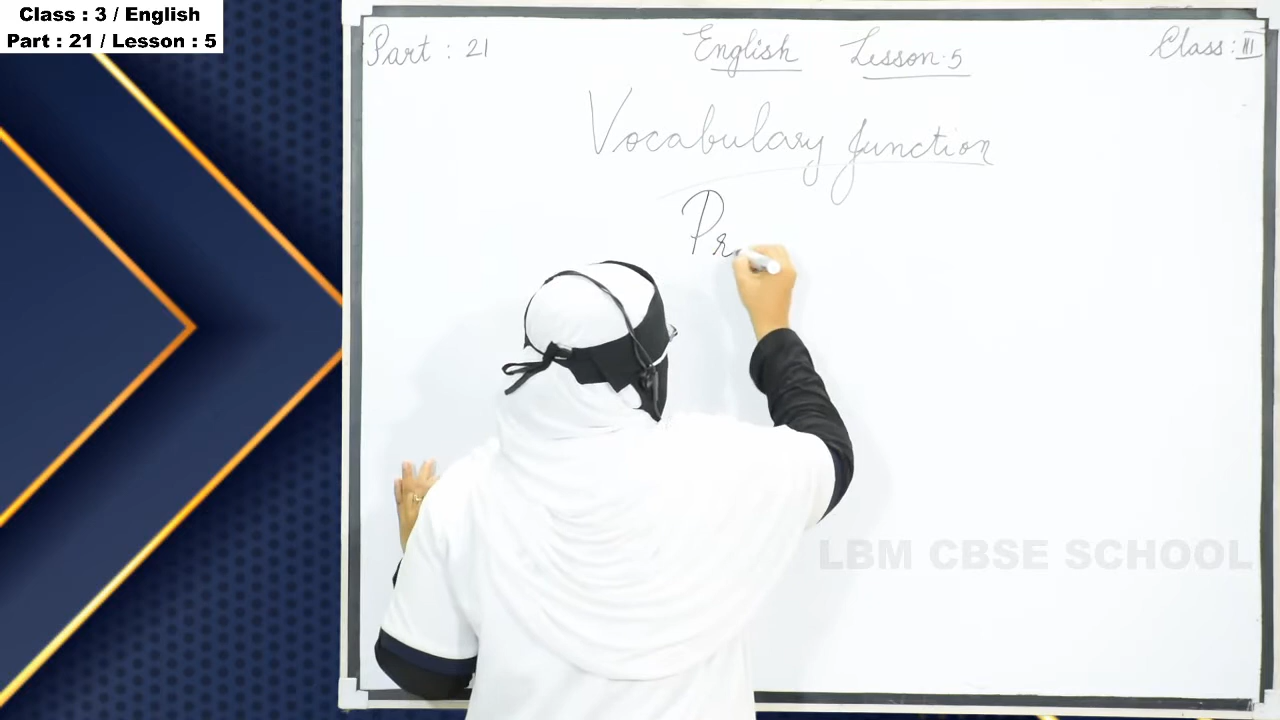 Class : 3 / English
Part : 21 / Lesson : 5
Part : 21 English Lesson.5 Class: III
Vocabulary function
Pr
LBM CBSE SCHOOL